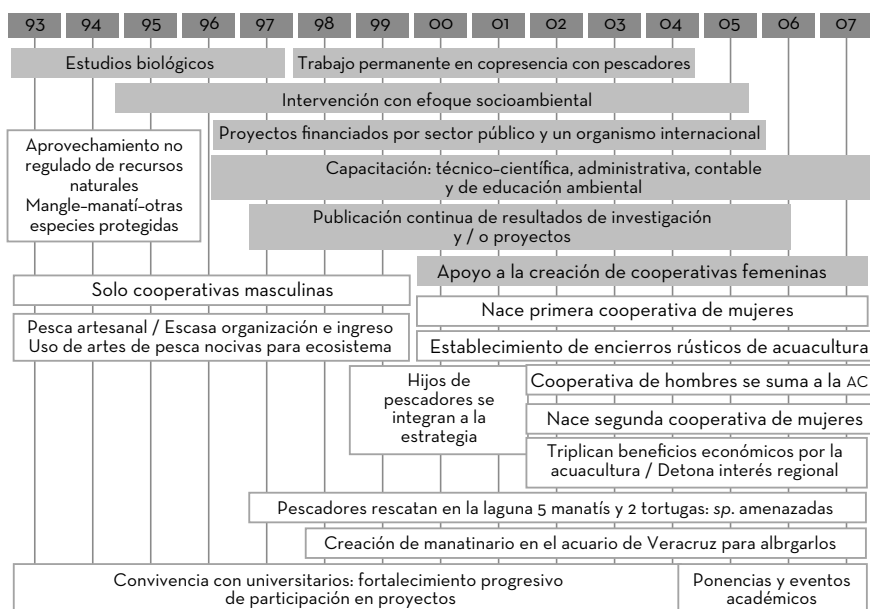 93 94 95 96 97 98 99 00 01 02 03 04 05 06 07
Estudios biológicos
Trabajo permanente en copresencia con pescadores
Intervención con efoque socioambiental
Proyectos financiados por sector público y un organismo internacional
Aprovechamiento no
regulado de recursos
naturales
Mangle-manatí-otras
especies protegidas
Capacitación: técnico-científica, administrativa, contable
y de educación ambiental
Publicación continua de resultados de investigación
y / o proyectos
Apoyo a la creación de cooperativas femeninas
Solo cooperativas masculinas
Nace primera cooperativa de mujeres
Pesca artesanal / Escasa organización e ingreso
Uso de artes de pesca nocivas para ecosistema
Establecimiento de encierros rústicos de acuacultura
Hijos de
pescadores se
integran a la
estrategia
Cooperativa de hombres se suma a la AC
Nace segunda cooperativa de mujeres
Triplican beneficios económicos por la
acuacultura / Detona interés regional
Pescadores rescatan en la laguna 5 manatís y 2 tortugas: sp. amenazadas
Creación de manatinario en el acuario de Veracruz para albrgarlos
Convivencia con universitarios: fortalecimiento progresivo
de participación en proyectos
Ponencias y eventos
académicos